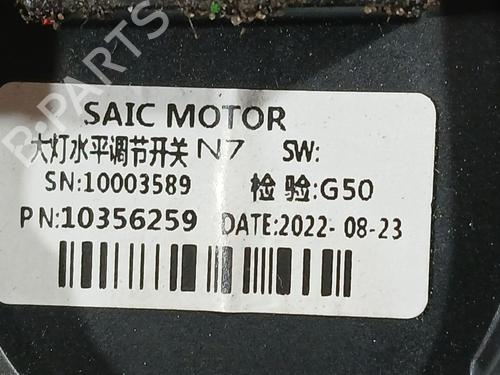 SAIC MOTOR
大灯水平调节开关 N7 SW:
SN:10003589 检 验:G50
PN:10356259 DATE:2022- 08-23
B-PARTS